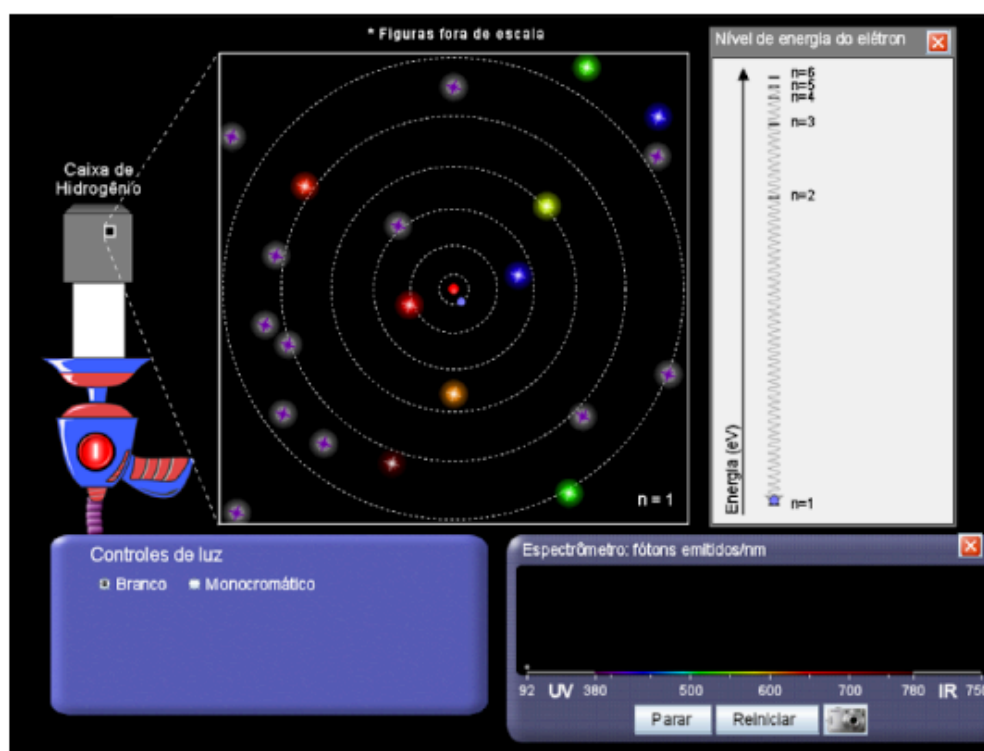 * Figuras fora de escala
Nível de energia do elétron
n=6
n=5
n=4
n=3
n=2
n=1
Energia (eV)
Caixa de
Hidrogênio
n = 1
Controles de luz
Branco Monocromático
Espectrômetro: fótons emitidos/nm
92 UV 380 500 600 700 780 IR 750
Parar Reiniciar